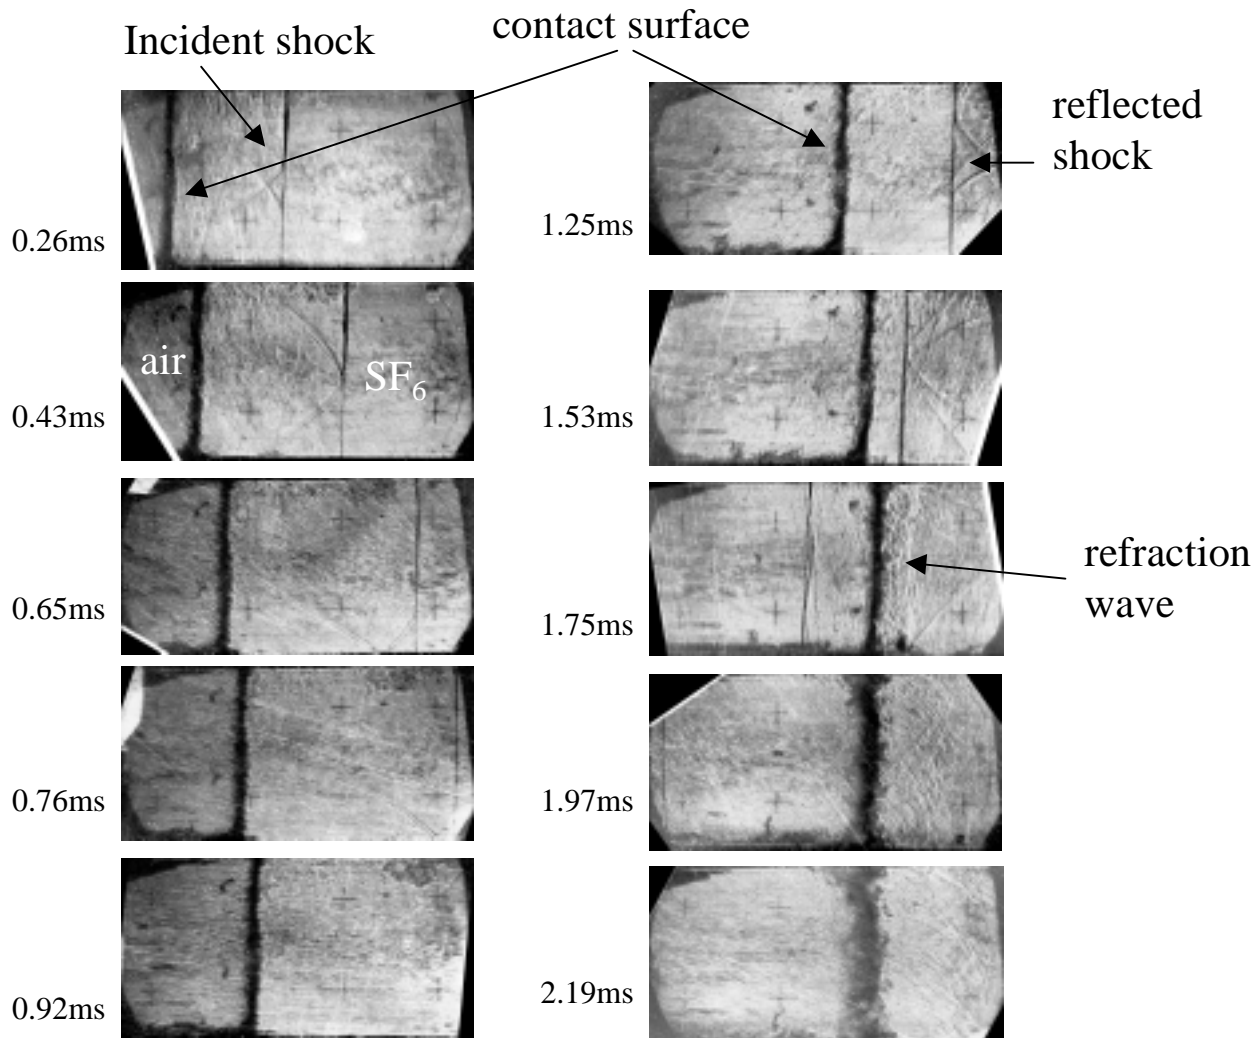 Incident shock
contact surface
reflected
shock
0.26ms
1.25ms
air
SF₆
0.43ms
1.53ms
0.65ms
1.75ms
refraction
wave
0.76ms
1.97ms
0.92ms
2.19ms